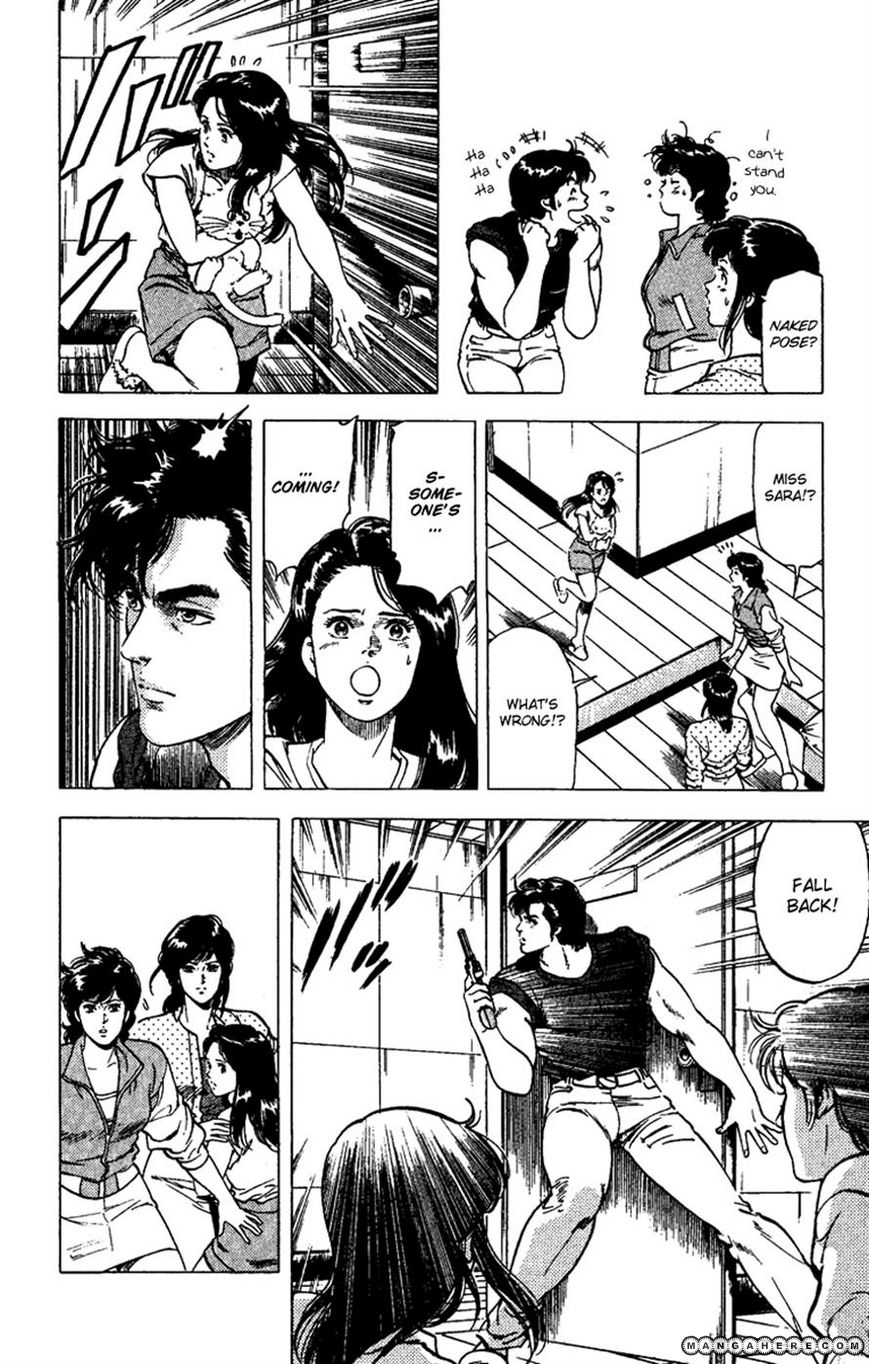 I
can't
stand
you.
NAKED
POSE?
Ha
Ha
Ha
MISS
SARA!?
WHAT'S
WRONG!?
S-
SOME-
ONE'S
...
...
COMING!
FALL
BACK!
MANGAHERE.COM